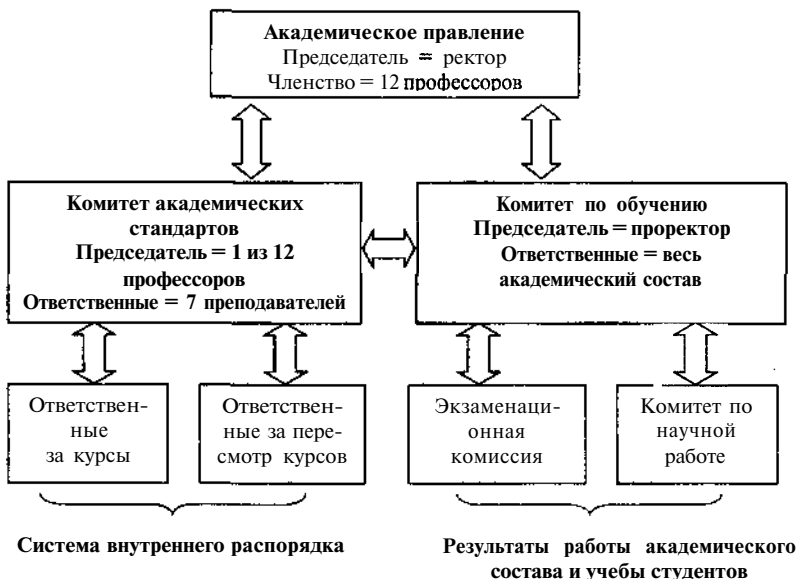 Академическое правление
Председатель = ректор
Членство = 12 профессоров
Комитет академических
стандартов
Председатель = 1 из 12
профессоров
Ответственные = 7 преподавателей
Комитет по обучению
Председатель = проректор
Ответственные = весь
академический состав
Ответствен-
ные
за курсы
Ответствен-
ные за пере-
смотр курсов
Экзаменаци-
онная
комиссия
Комитет по
научной
работе
Система внутреннего распорядка
Результаты работы академического
состава и учебы студентов